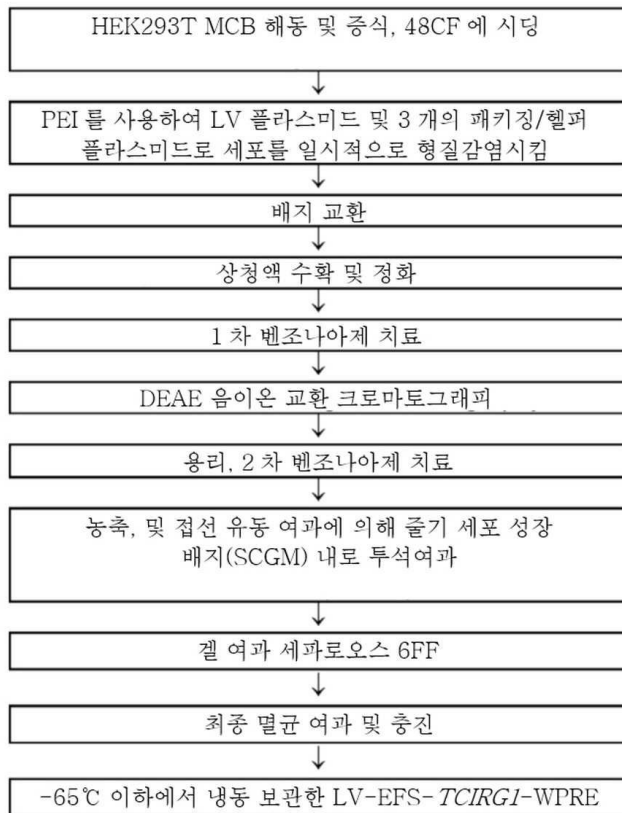 HEK293T MCB 해동 및 증식, 48CF 에 시딩
PEI 를 사용하여 LV 플라스미드 및 3 개의 패키징/헬퍼
플라스미드로 세포를 일시적으로 형질감염시킴
배지 교환
상청액 수확 및 정화
1 차 벤조나아제 치료
DEAE 음이온 교환 크로마토그래피
용리, 2 차 벤조나아제 치료
농축, 및 접선 유동 여과에 의해 줄기 세포 성장
배지(SCGM) 내로 투석여과
겔 여과 세파로오스 6FF
최종 멸균 여과 및 충진
-65℃ 이하에서 냉동 보관한 LV-EFS-TCIRG1-WPRE